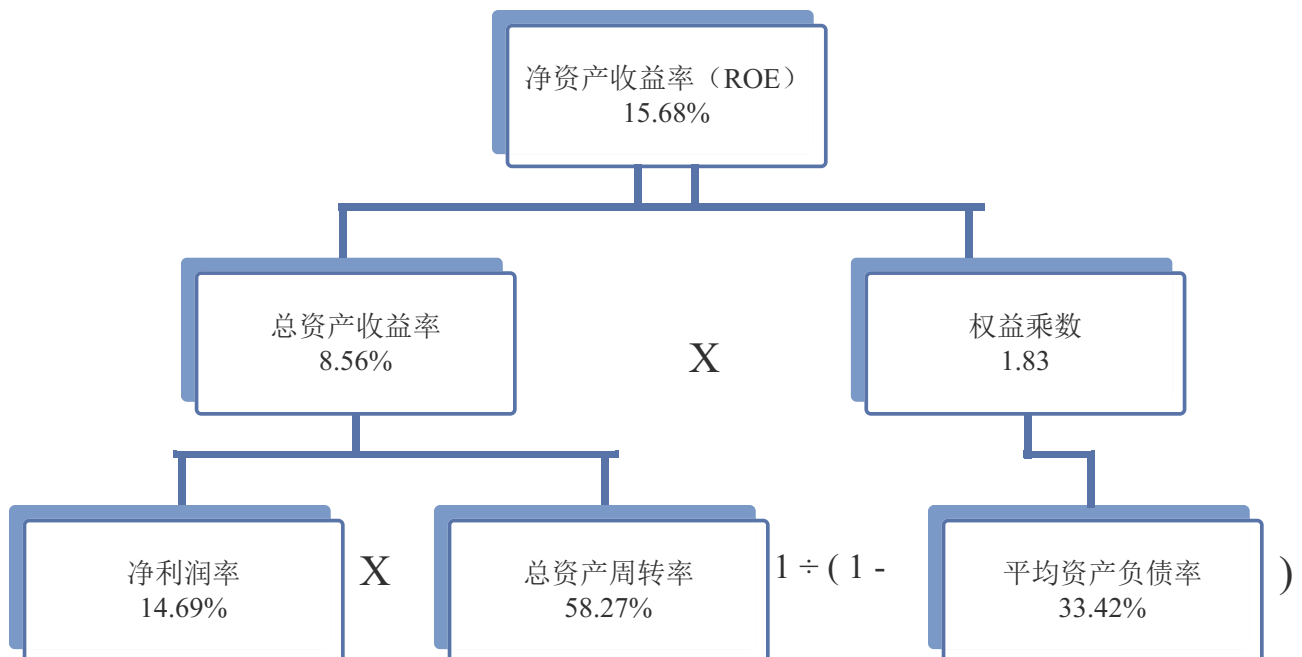 净资产收益率（ROE）
15.68%
总资产收益率
8.56%
X
权益乘数
1.83
净利润率
14.69%
X
总资产周转率
58.27%
1 ÷ ( 1 -
平均资产负债率
33.42%
)